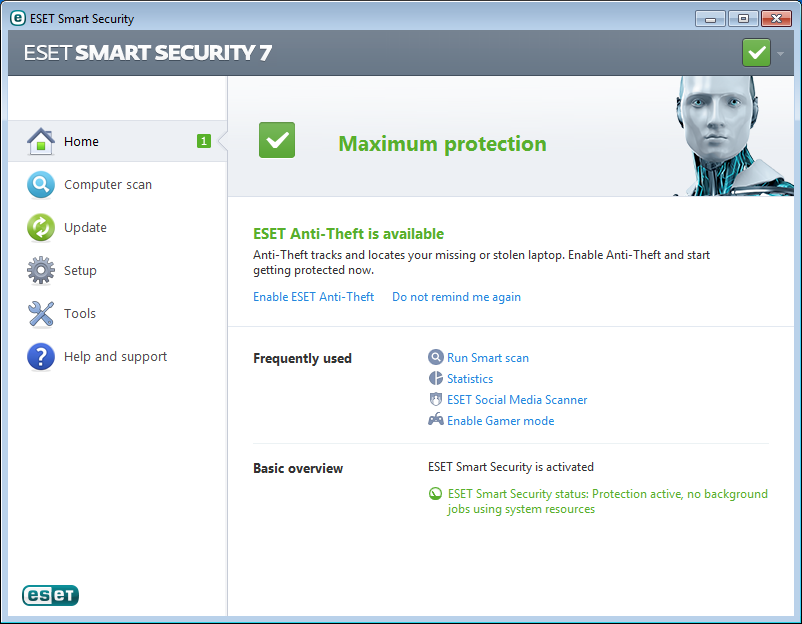 ESET Smart Security
ESET SMART SECURITY 7
Home
1
Computer scan
Update
Setup
Tools
Help and support
Maximum protection
ESET Anti-Theft is available
Anti-Theft tracks and locates your missing or stolen laptop. Enable Anti-Theft and start
getting protected now.
Enable ESET Anti-Theft Do not remind me again
Frequently used
Run Smart scan
Statistics
ESET Social Media Scanner
Enable Gamer mode
Basic overview
ESET Smart Security is activated
ESET Smart Security status: Protection active, no background
jobs using system resources
eseT